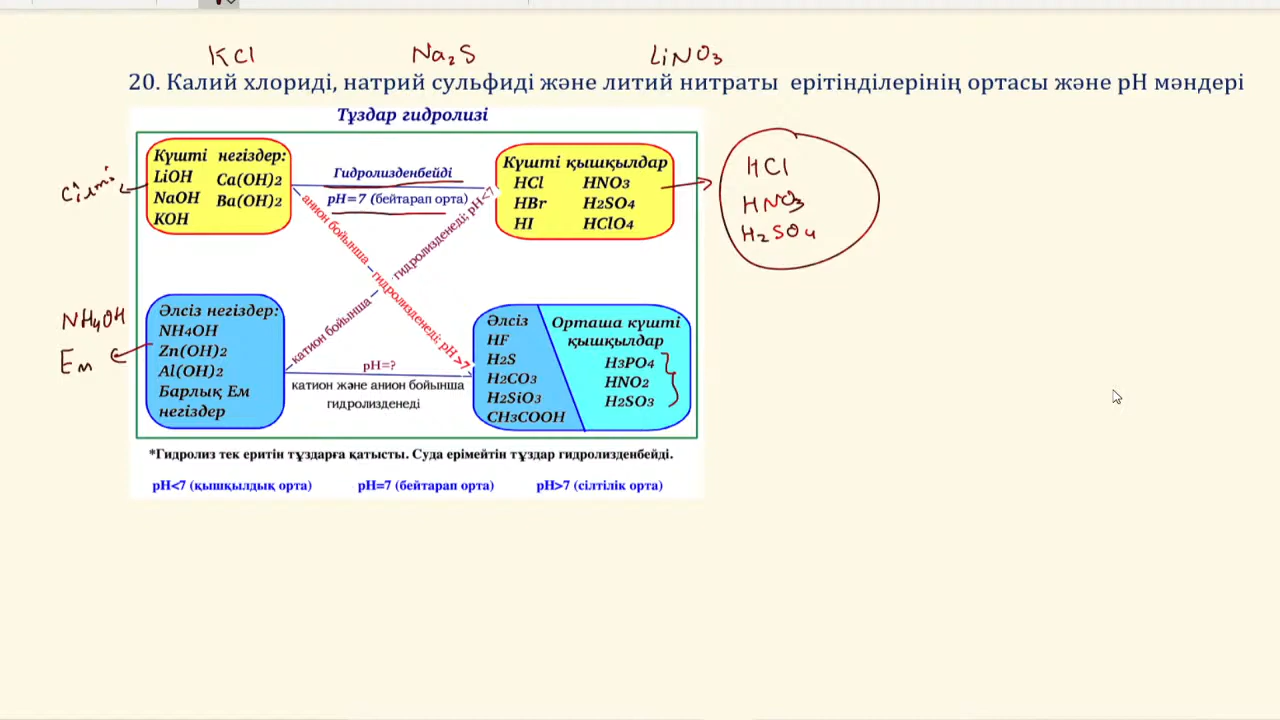 KCl Na₂S LiNO₃
20. Калий хлориді, натрий сульфиді және литий нитраты ерітінділерінің ортасы және pH мәндері
Тұздар гидролизі
Күшті негіздер:
LiOH Ca(OH)2
NaOH Ba(OH)2
KOH
сілті
Гидролизденбейді
pH=7 (бейтарап орта)
Күшті қышқылдар
HCl HNO3
HBr H2SO4
HI HClO4
HCl
HNO3
H2SO4
анион бойынша гидролизденеді; pH >7
катион бойынша гидролизденеді; pH<7
Әлсіз негіздер:
NH4OH
Zn(OH)2
Al(OH)2
Барлық Ем
негіздер
NH4OH
Ем
pH=?
катион және анион бойынша
гидролизденеді
Әлсіз
HF
H2S
H2CO3
H2SiO3
CH3COOH
Орташа күшті
қышқылдар
H3PO4
HNO2
H2SO3
*Гидролиз тек еритін тұздарға қатысты. Суда ерімейтін тұздар гидролизденбейді.
pH<7 (қышқылдық орта) pH=7 (бейтарап орта) pH>7 (сілтілік орта)